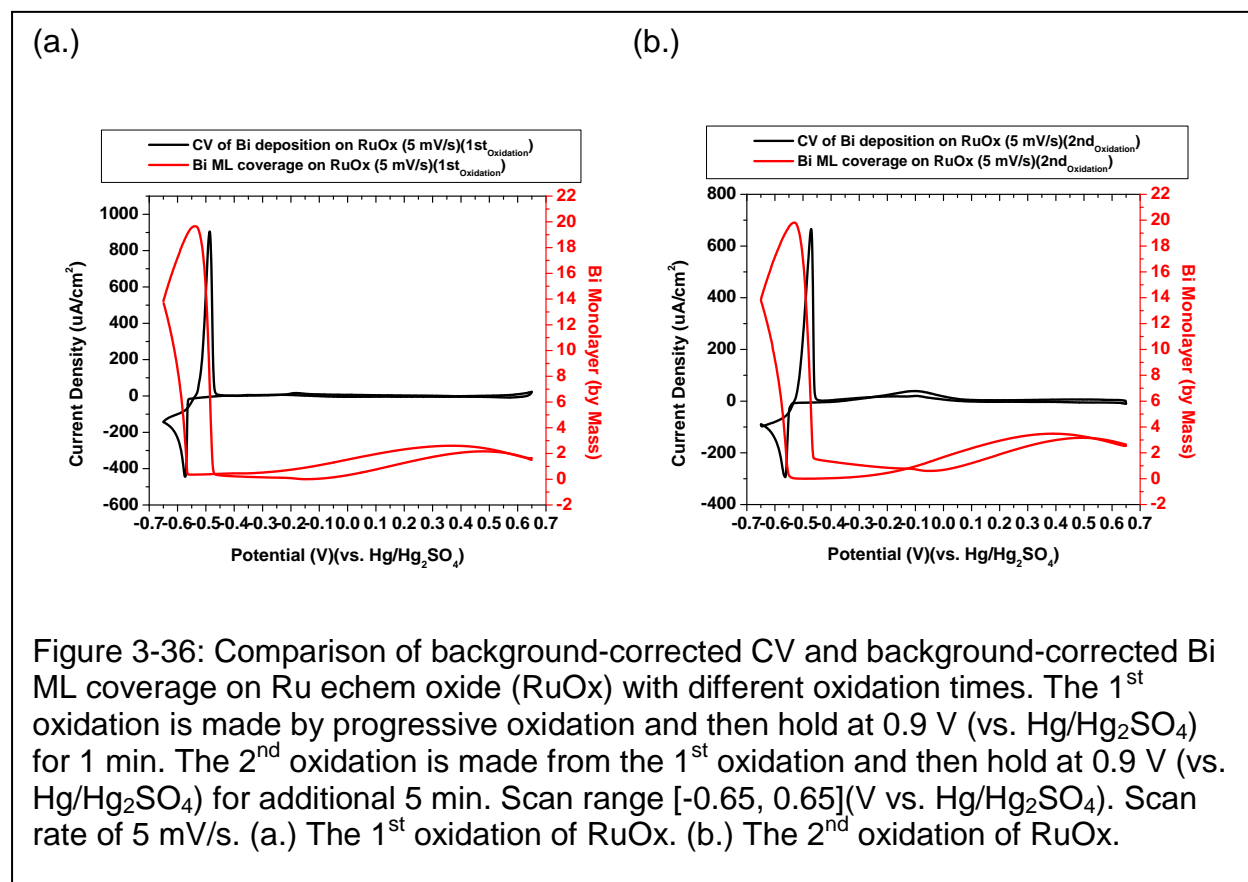 (a.)
(b.)
CV of Bi deposition on RuOx (5 mV/s)(1st_Oxidation)
Bi ML coverage on RuOx (5 mV/s)(1st_Oxidation)
1000
800
600
400
200
0
-200
-400
-600
Current Density (uA/cm²)
22
20
18
16
14
12
10
8
6
4
2
0
-2
Bi Monolayer (by Mass)
-0.7 -0.6 -0.5 -0.4 -0.3 -0.2 -0.1 0.0 0.1 0.2 0.3 0.4 0.5 0.6 0.7
Potential (V)(vs. Hg/Hg₂SO₄)
CV of Bi deposition on RuOx (5 mV/s)(2nd_Oxidation)
Bi ML coverage on RuOx (5 mV/s)(2nd_Oxidation)
800
600
400
200
0
-200
-400
Current Density (uA/cm²)
22
20
18
16
14
12
10
8
6
4
2
0
-2
Bi Monolayer (by Mass)
-0.7 -0.6 -0.5 -0.4 -0.3 -0.2 -0.1 0.0 0.1 0.2 0.3 0.4 0.5 0.6 0.7
Potential (V)(vs. Hg/Hg₂SO₄)
Figure 3-36: Comparison of background-corrected CV and background-corrected Bi
ML coverage on Ru echem oxide (RuOx) with different oxidation times. The 1ˢᵗ
oxidation is made by progressive oxidation and then hold at 0.9 V (vs. Hg/Hg₂SO₄)
for 1 min. The 2ⁿᵈ oxidation is made from the 1ˢᵗ oxidation and then hold at 0.9 V (vs.
Hg/Hg₂SO₄) for additional 5 min. Scan range [-0.65, 0.65](V vs. Hg/Hg₂SO₄). Scan
rate of 5 mV/s. (a.) The 1ˢᵗ oxidation of RuOx. (b.) The 2ⁿᵈ oxidation of RuOx.